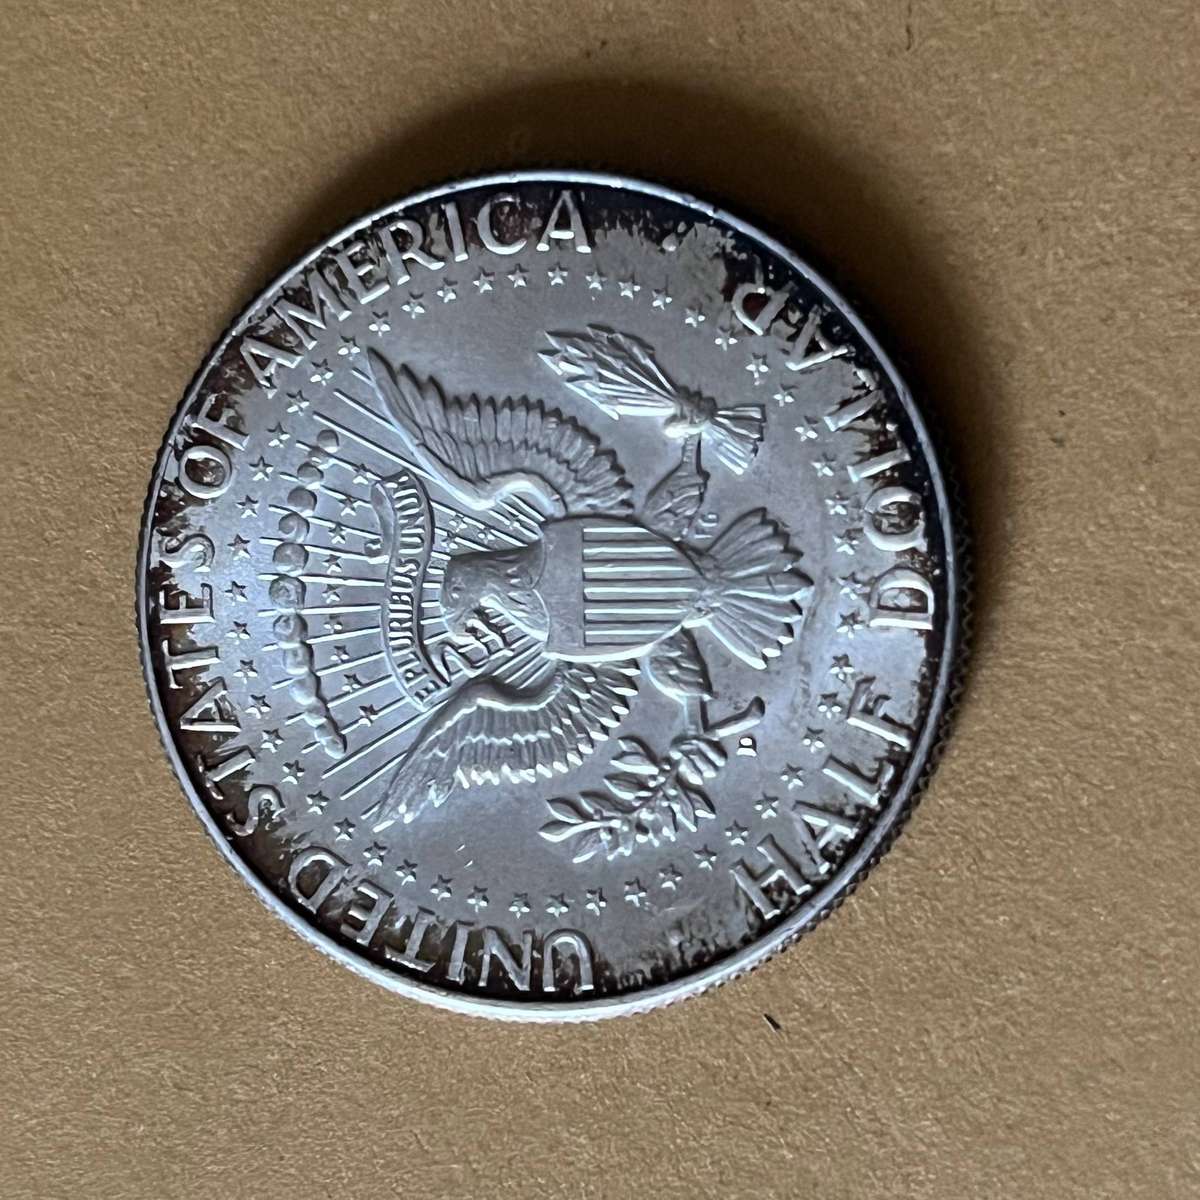 UNITED STATES OF AMERICA
E PLURIBUS UNUM
D
HALF DOLLAR